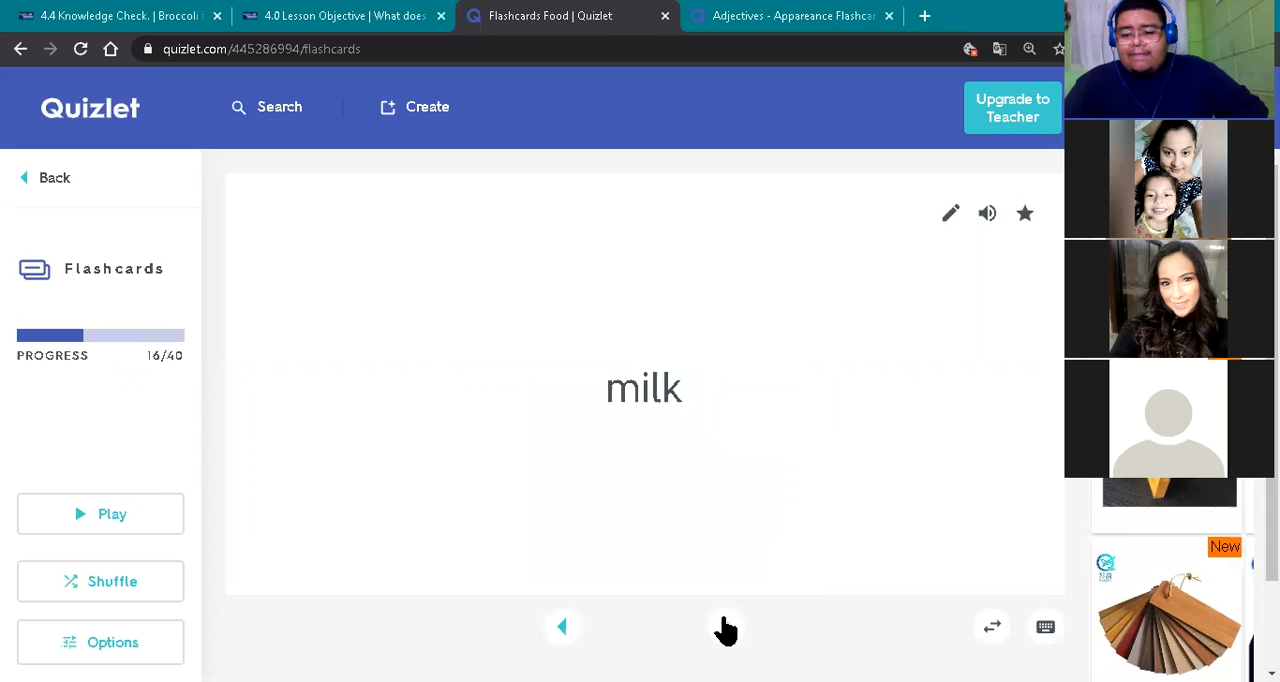 4.4 Knowledge Check. | Broccoli i
4.0 Lesson Objective | What does
Flashcards Food | Quizlet
Adjectives - Appareance Flashcar
quizlet.com/445286994/flashcards
Quizlet
Search
Create
Upgrade to
Teacher
Back
Flashcards
PROGRESS 16/40
milk
Play
Shuffle
Options
New